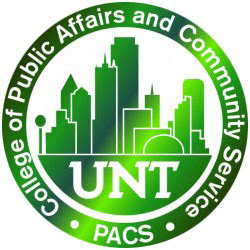 College of Public Affairs and Community Service
UNT
• PACS •